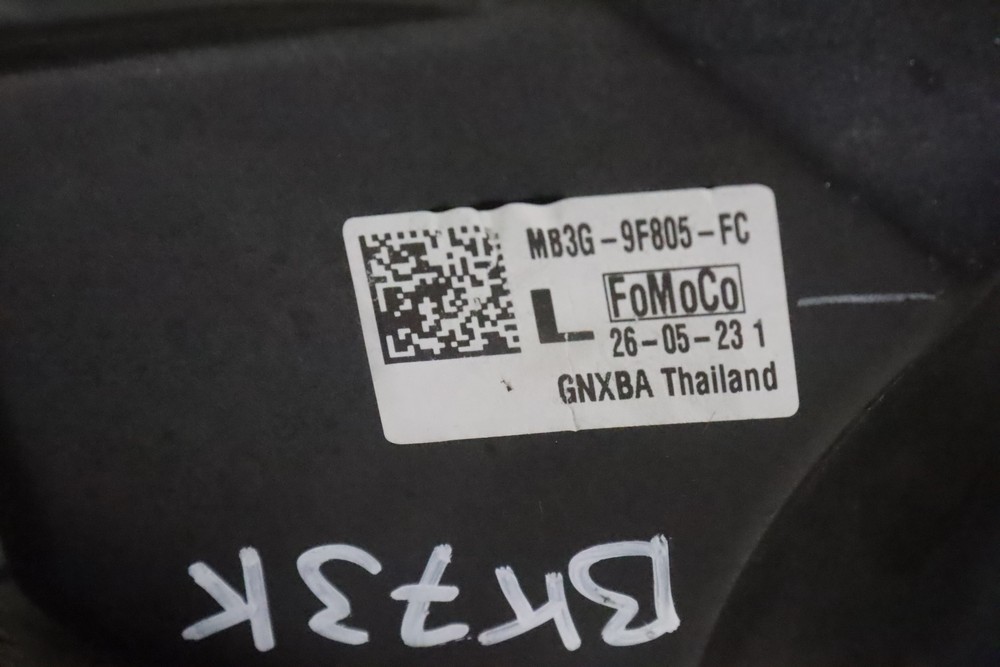 MB3G-9F805-FC
L
FoMoCo
26-05-23 1
GNXBA Thailand
BK73K